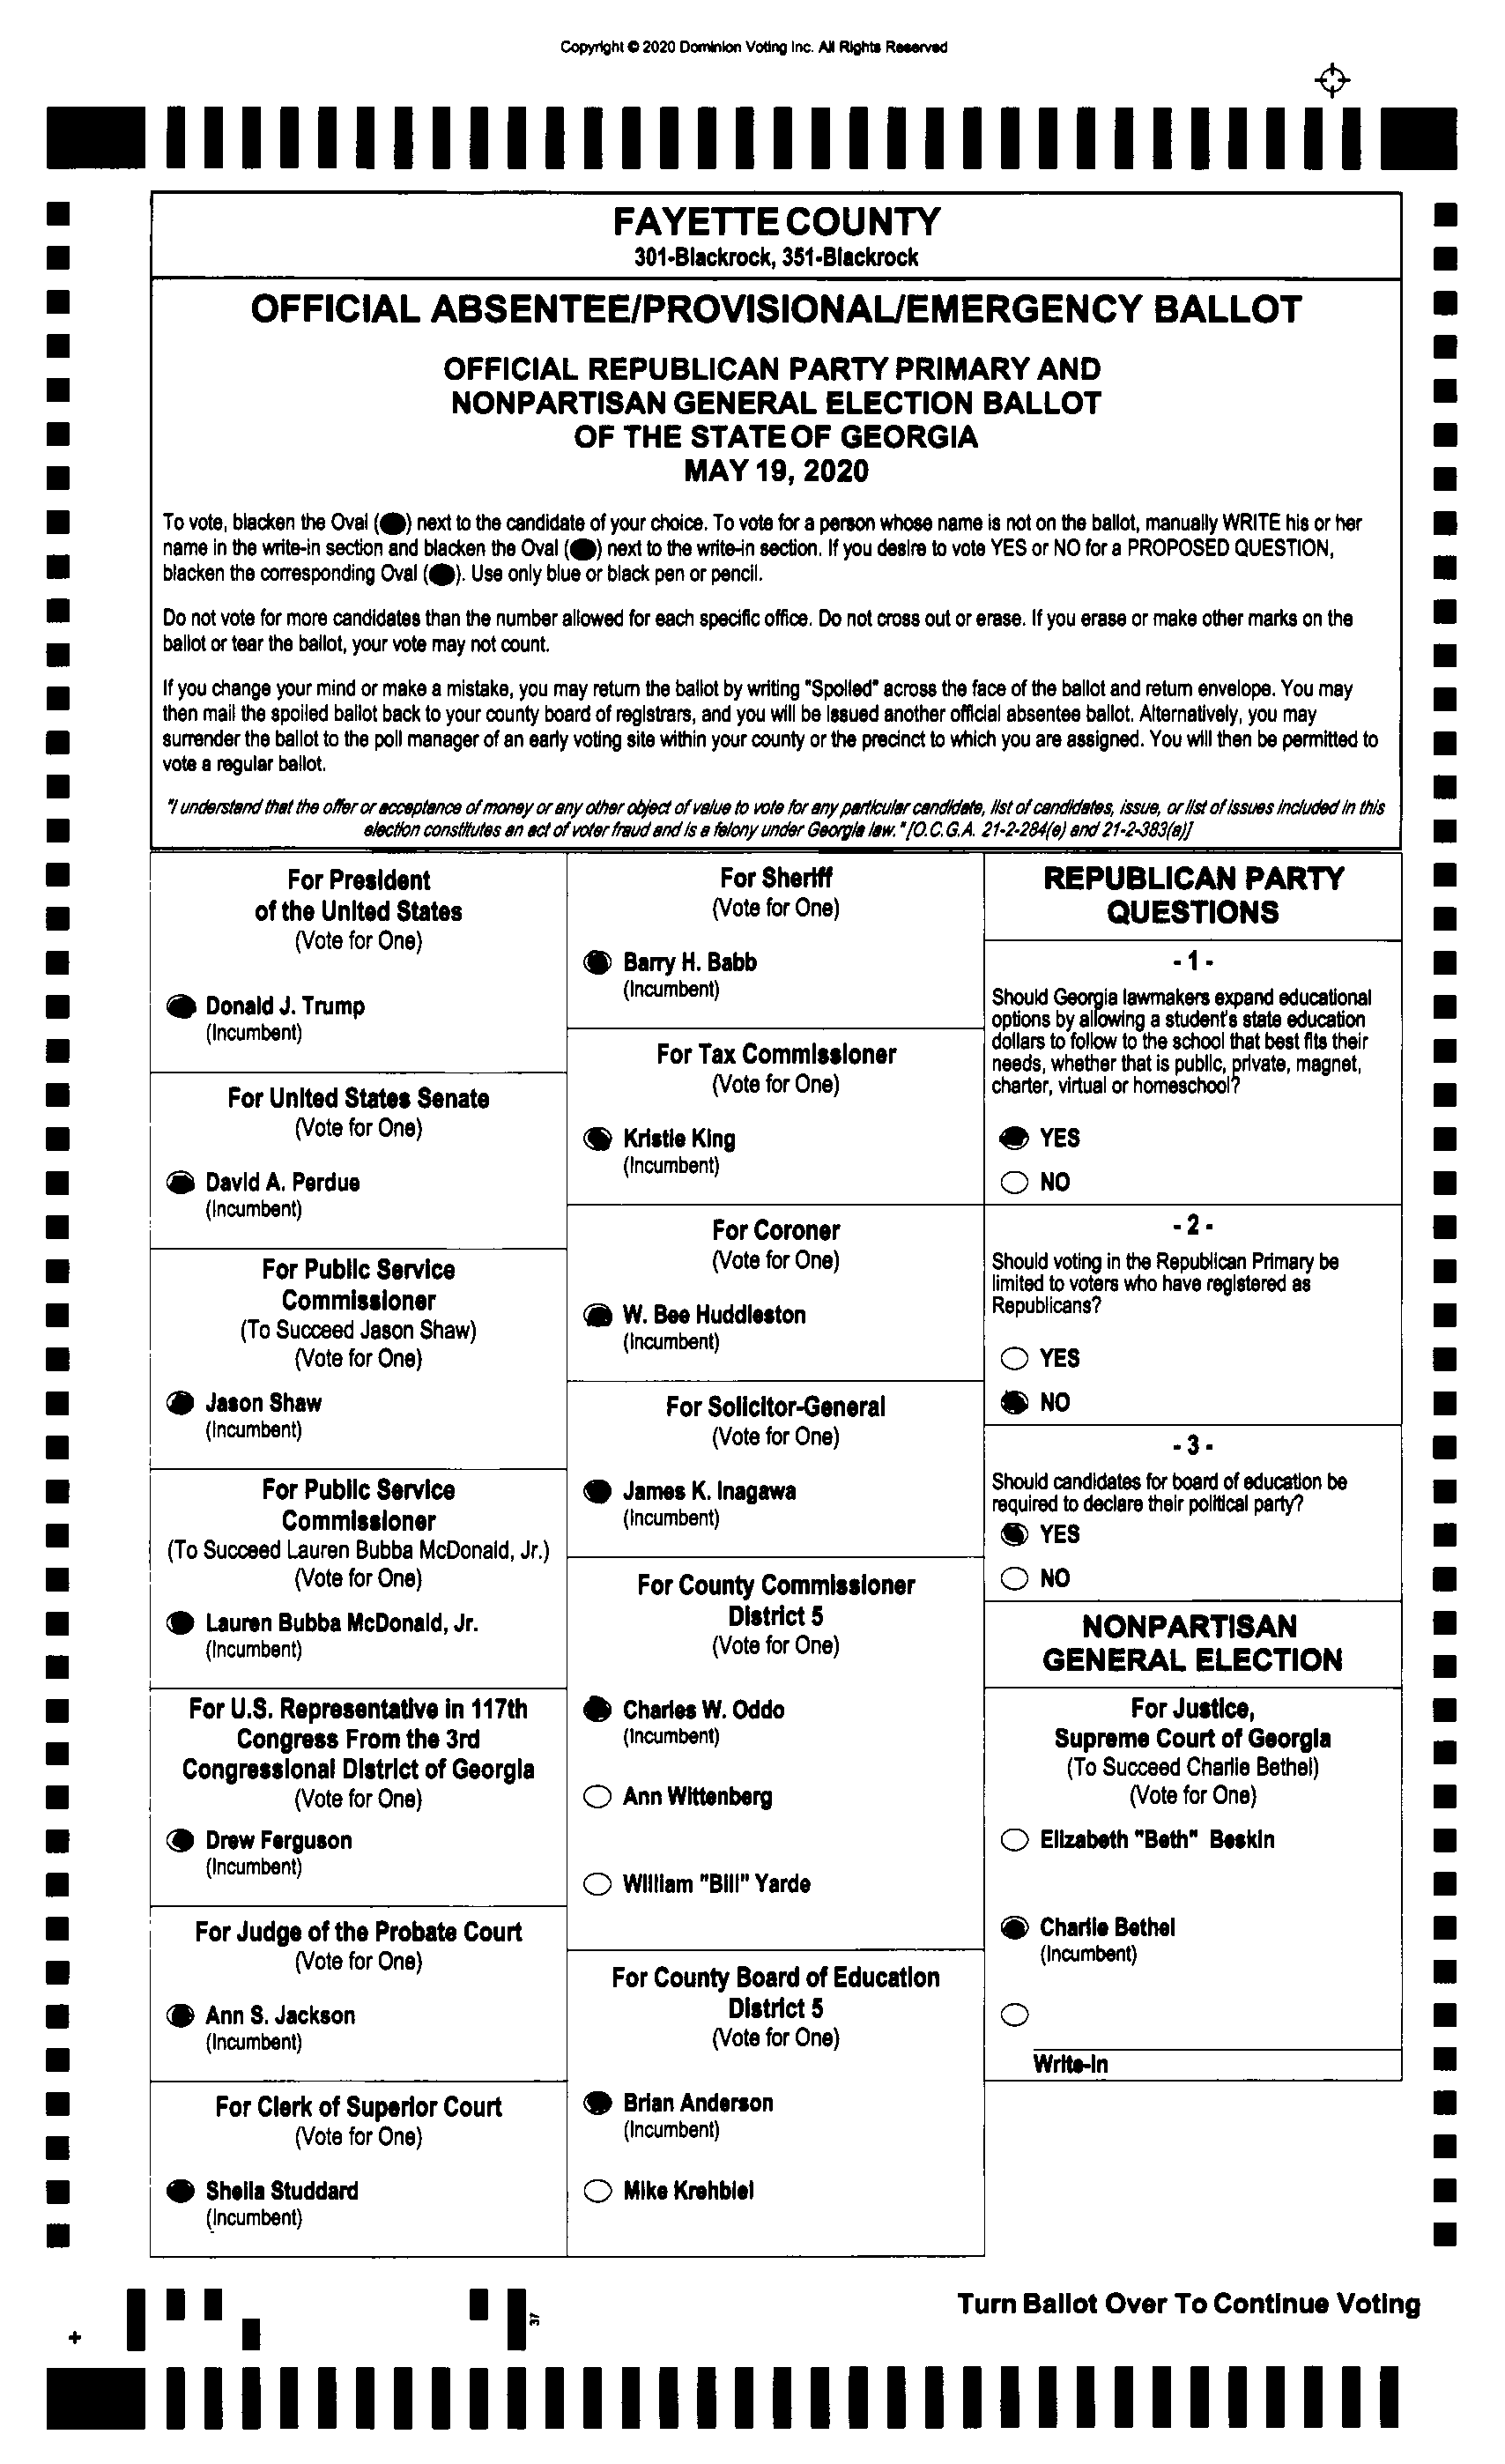 Copyright © 2020 Dominion Voting Inc. All Rights Reserved
FAYETTE COUNTY
301-Blackrock, 351-Blackrock
OFFICIAL ABSENTEE/PROVISIONAL/EMERGENCY BALLOT
OFFICIAL REPUBLICAN PARTY PRIMARY AND
NONPARTISAN GENERAL ELECTION BALLOT
OF THE STATE OF GEORGIA
MAY 19, 2020
To vote, blacken the Oval (●) next to the candidate of your choice. To vote for a person whose name is not on the ballot, manually WRITE his or her
name in the write-in section and blacken the Oval (●) next to the write-in section. If you desire to vote YES or NO for a PROPOSED QUESTION,
blacken the corresponding Oval (●). Use only blue or black pen or pencil.
Do not vote for more candidates than the number allowed for each specific office. Do not cross out or erase. If you erase or make other marks on the
ballot or tear the ballot, your vote may not count.
If you change your mind or make a mistake, you may return the ballot by writing "Spoiled" across the face of the ballot and return envelope. You may
then mail the spoiled ballot back to your county board of registrars, and you will be issued another official absentee ballot. Alternatively, you may
surrender the ballot to the poll manager of an early voting site within your county or the precinct to which you are assigned. You will then be permitted to
vote a regular ballot.
"I understand that the offer or acceptance of money or any other object of value to vote for any particular candidate, list of candidates, issue, or list of issues included in this
election constitutes an act of voter fraud and is a felony under Georgia law." [O.C.G.A. 21-2-284(e) and 21-2-383(a)]
For President
of the United States
(Vote for One)
Donald J. Trump
(Incumbent)
For United States Senate
(Vote for One)
David A. Perdue
(Incumbent)
For Public Service
Commissioner
(To Succeed Jason Shaw)
(Vote for One)
Jason Shaw
(Incumbent)
For Public Service
Commissioner
(To Succeed Lauren Bubba McDonald, Jr.)
(Vote for One)
Lauren Bubba McDonald, Jr.
(Incumbent)
For U.S. Representative in 117th
Congress From the 3rd
Congressional District of Georgia
(Vote for One)
Drew Ferguson
(Incumbent)
For Judge of the Probate Court
(Vote for One)
Ann S. Jackson
(Incumbent)
For Clerk of Superior Court
(Vote for One)
Sheila Studdard
(Incumbent)
For Sheriff
(Vote for One)
Barry H. Babb
(Incumbent)
For Tax Commissioner
(Vote for One)
Kristie King
(Incumbent)
For Coroner
(Vote for One)
W. Bee Huddleston
(Incumbent)
For Solicitor-General
(Vote for One)
James K. Inagawa
(Incumbent)
For County Commissioner
District 5
(Vote for One)
Charles W. Oddo
(Incumbent)
Ann Wittenberg
William "Bill" Yarde
For County Board of Education
District 5
(Vote for One)
Brian Anderson
(Incumbent)
Mike Krehbiel
REPUBLICAN PARTY
QUESTIONS
- 1 -
Should Georgia lawmakers expand educational
options by allowing a student's state education
dollars to follow to the school that best fits their
needs, whether that is public, private, magnet,
charter, virtual or homeschool?
YES
NO
- 2 -
Should voting in the Republican Primary be
limited to voters who have registered as
Republicans?
YES
NO
- 3 -
Should candidates for board of education be
required to declare their political party?
YES
NO
NONPARTISAN
GENERAL ELECTION
For Justice,
Supreme Court of Georgia
(To Succeed Charlie Bethel)
(Vote for One)
Elizabeth "Beth" Beskin
Charlie Bethel
(Incumbent)
Write-in
Turn Ballot Over To Continue Voting
37